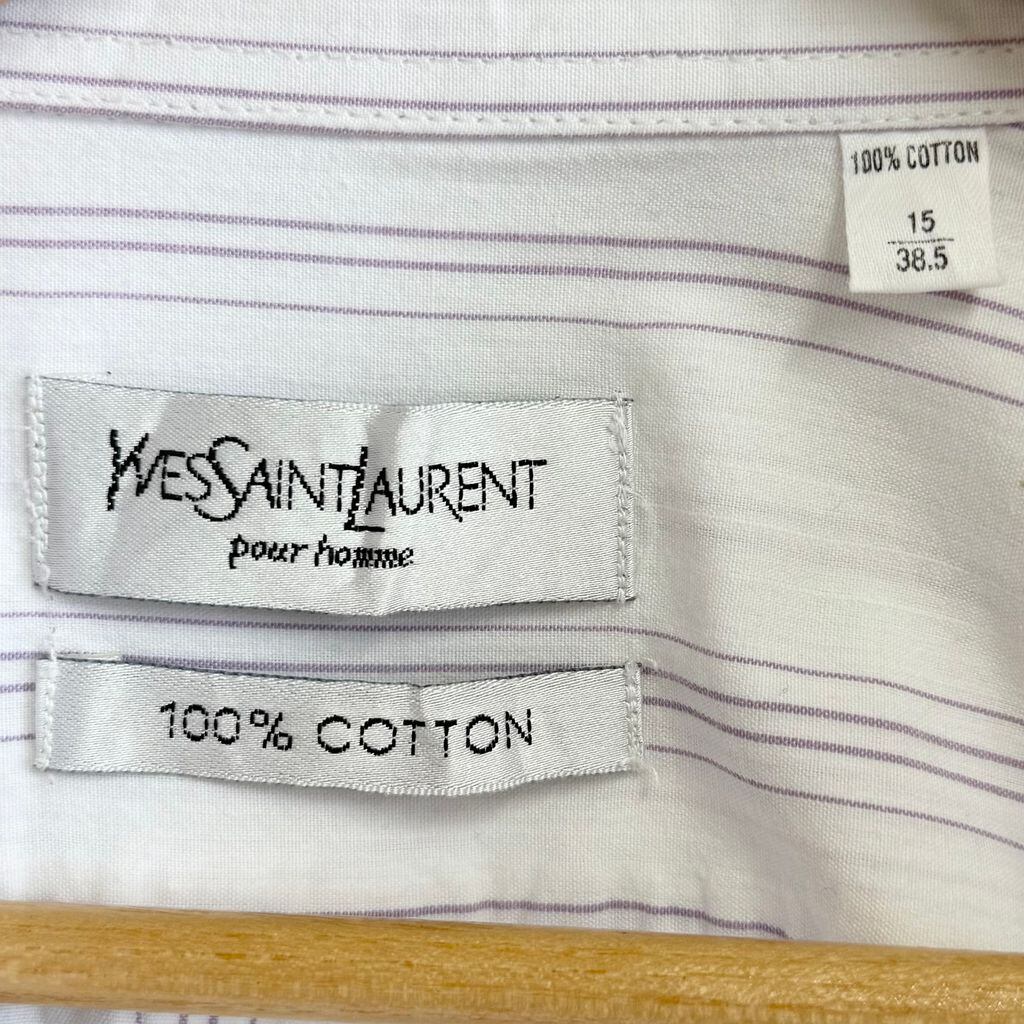 100% COTTON
15
38.5
YVESSAINTLAURENT
pour homme
100% COTTON